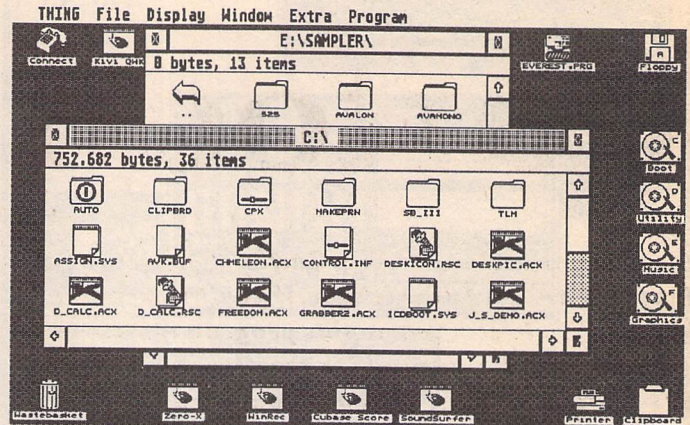 THING File Display Window Extra Program
E:\SAMPLER\
8 bytes, 13 items
Connect
Kivi QWK
EVEREST.PRG
Floppy
A
..
S2S
AVALON
AVAMONO
C:\
752.682 bytes, 36 items
AUTO
CLIPBRD
CPX
MAKEPRN
SB_III
TLM
ASSIGN.SYS
AVK.BUF
CHMELEON.ACX
CONTROL.INF
DESKICON.RSC
DESKPIC.ACX
D_CALC.ACX
D_CALC.RSC
FREEDOM.ACX
GRABBER2.ACX
ICDBOOT.SYS
J_S_DEMO.ACX
C
Boot
D
Utility
E
Music
F
Graphics
Wastebasket
Zero-X
WinRec
Cubase Score
SoundSurfer
Printer
Clipboard